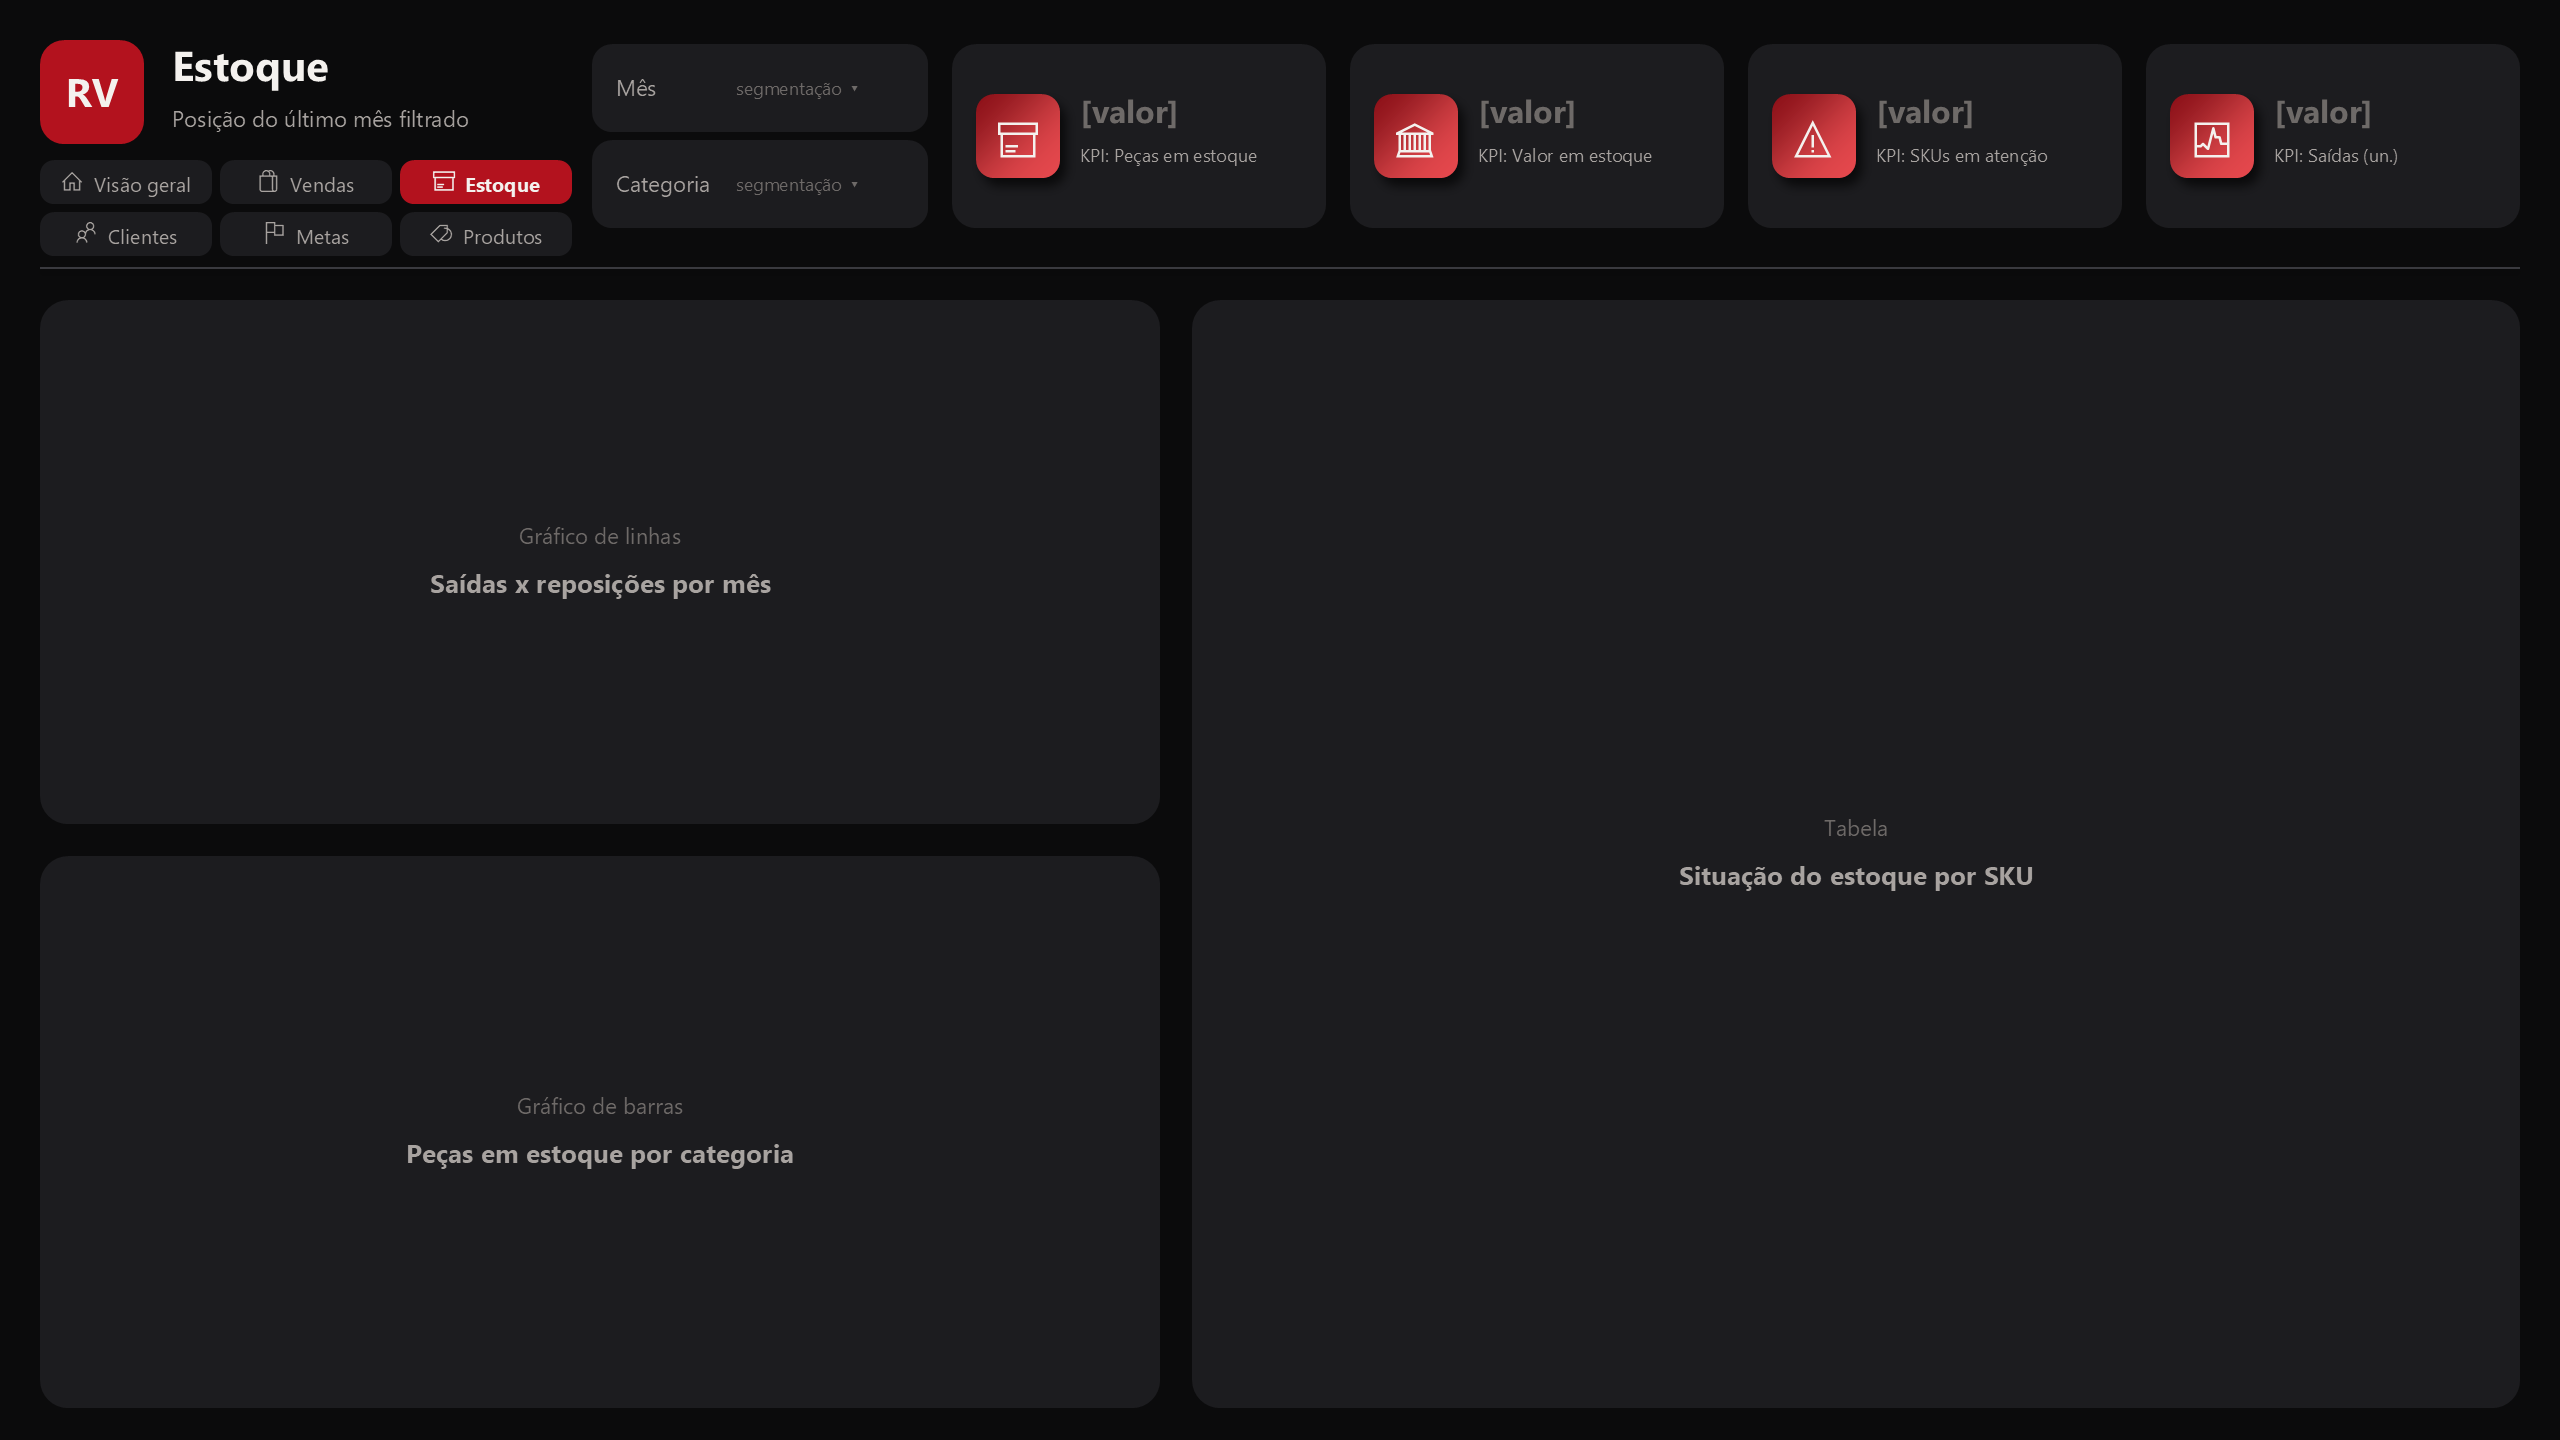 RV
Estoque
Posição do último mês filtrado
Visão geral
Vendas
Estoque
Clientes
Metas
Produtos
Mês segmentação ▾
Categoria segmentação ▾
[valor]
KPI: Peças em estoque
[valor]
KPI: Valor em estoque
[valor]
KPI: SKUs em atenção
[valor]
KPI: Saídas (un.)
Gráfico de linhas
Saídas x reposições por mês
Gráfico de barras
Peças em estoque por categoria
Tabela
Situação do estoque por SKU